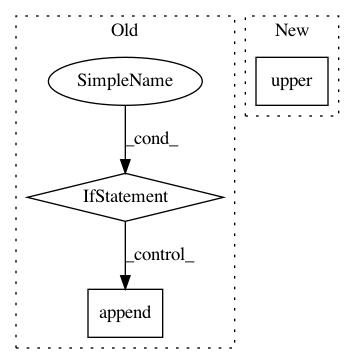 Old
New
SimpleName
upper
_cond_
IfStatement
_control_
append